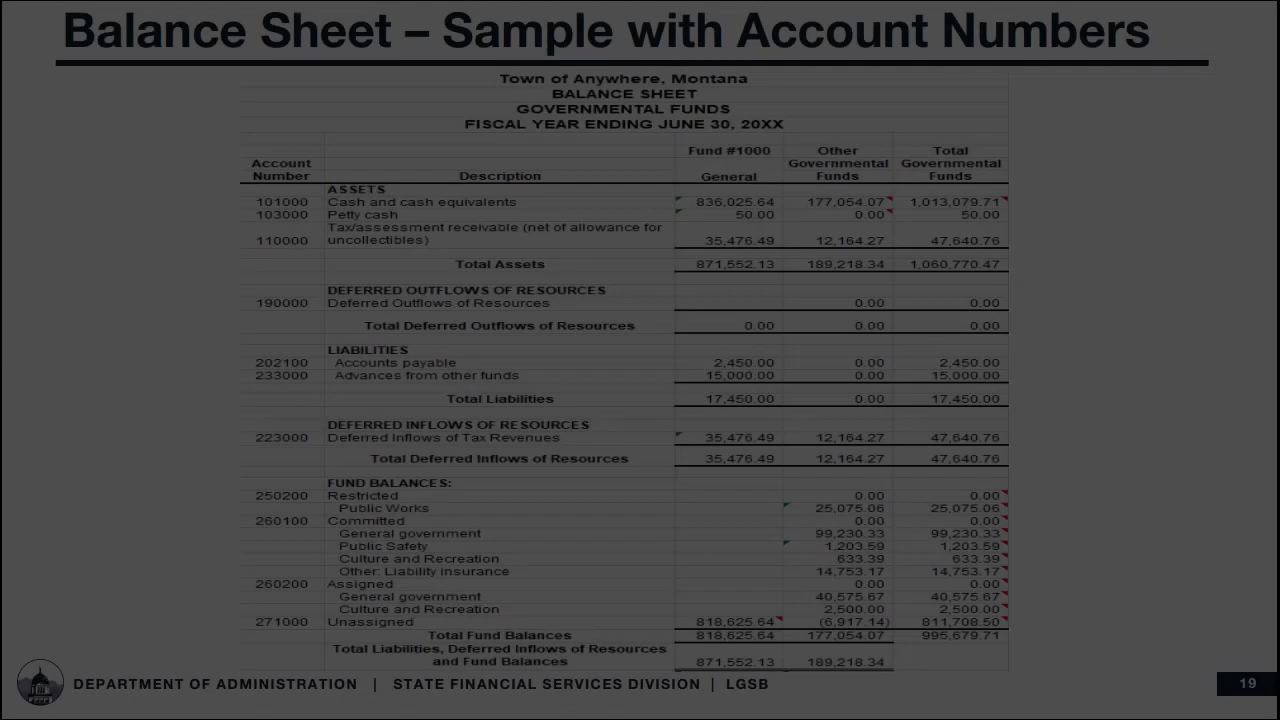 Balance Sheet – Sample with Account Numbers
Town of Anywhere, Montana
BALANCE SHEET
GOVERNMENTAL FUNDS
FISCAL YEAR ENDING JUNE 30, 20XX
Fund #1000 Other Total
Account Governmental Governmental
Number Description General Funds Funds
ASSETS
101000 Cash and cash equivalents 836,025.64 177,054.07 1,013,079.71
103000 Petty cash 50.00 0.00 50.00
Tax/assessment receivable (net of allowance for
110000 uncollectibles) 35,476.49 12,164.27 47,640.76
Total Assets 871,552.13 189,218.34 1,060,770.47
DEFERRED OUTFLOWS OF RESOURCES
190000 Deferred Outflows of Resources 0.00 0.00
Total Deferred Outflows of Resources 0.00 0.00 0.00
LIABILITIES
202100 Accounts payable 2,450.00 0.00 2,450.00
233000 Advances from other funds 15,000.00 0.00 15,000.00
Total Liabilities 17,450.00 0.00 17,450.00
DEFERRED INFLOWS OF RESOURCES
223000 Deferred Inflows of Tax Revenues 35,476.49 12,164.27 47,640.76
Total Deferred Inflows of Resources 35,476.49 12,164.27 47,640.76
FUND BALANCES:
250200 Restricted 0.00 0.00
Public Works 25,075.06 25,075.06
260100 Committed 0.00 0.00
General government 99,230.33 99,230.33
Public Safety 1,203.59 1,203.59
Culture and Recreation 633.39 633.39
Other: Liability insurance 14,753.17 14,753.17
260200 Assigned 0.00 0.00
General government 40,575.67 40,575.67
Culture and Recreation 2,500.00 2,500.00
271000 Unassigned 818,625.64 (6,917.14) 811,708.50
Total Fund Balances 818,625.64 177,054.07 995,679.71
Total Liabilities, Deferred Inflows of Resources
and Fund Balances 871,552.13 189,218.34
DEPARTMENT OF ADMINISTRATION | STATE FINANCIAL SERVICES DIVISION | LGSB
19